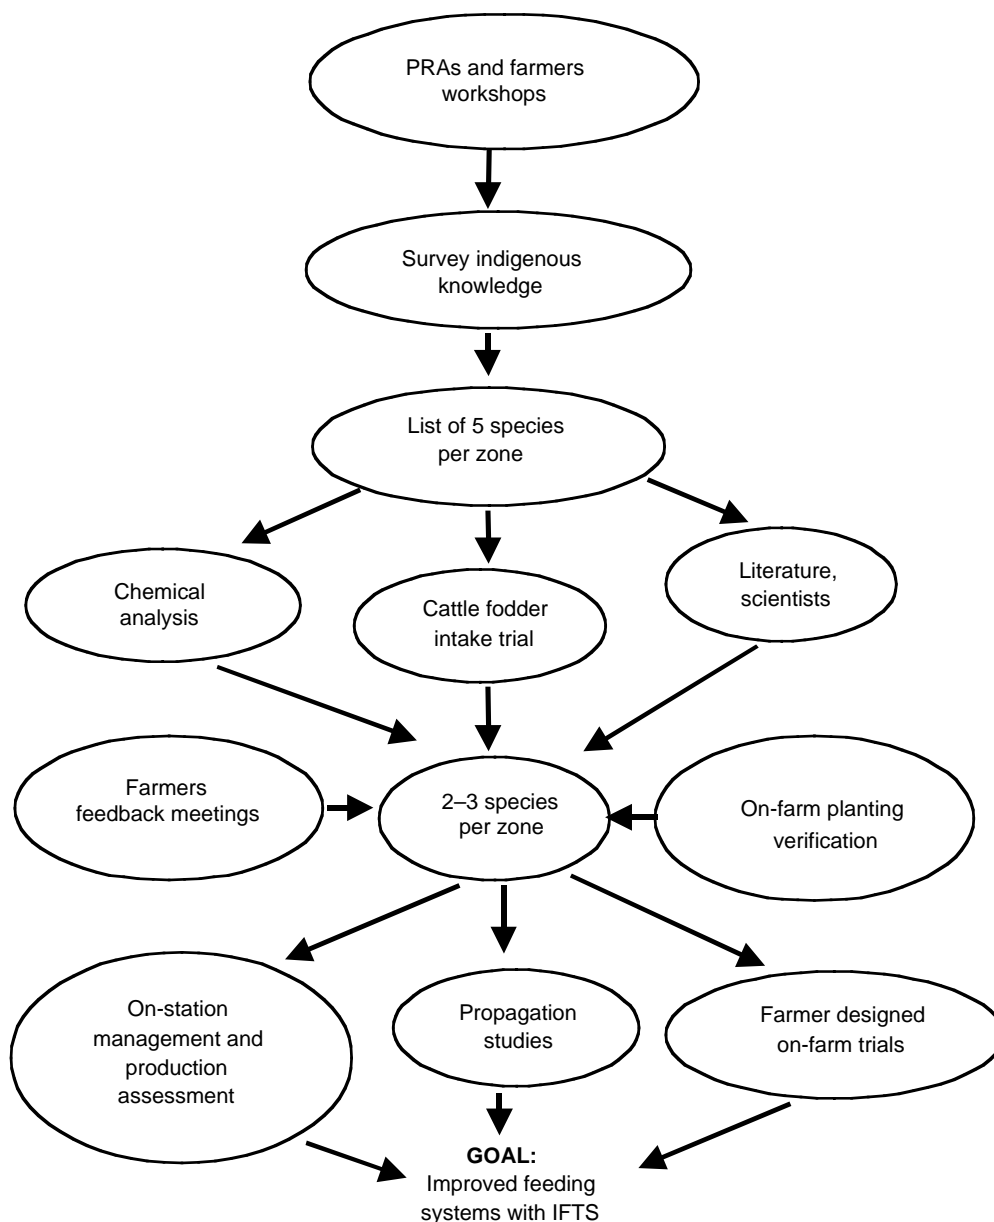 PRAs and farmers
workshops
Survey indigenous
knowledge
List of 5 species
per zone
Chemical
analysis
Cattle fodder
intake trial
Literature,
scientists
Farmers
feedback meetings
2–3 species
per zone
On-farm planting
verification
On-station
management and
production
assessment
Propagation
studies
Farmer designed
on-farm trials
GOAL:
Improved feeding
systems with IFTS